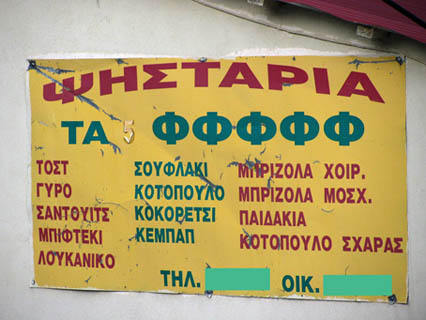 ΨΗΣΤΑΡΙΑ
ΤΑ 5 ΦΦΦΦΦ
ΤΟΣΤ
ΓΥΡΟ
ΣΑΝΤΟΥΙΤΣ
ΜΠΙΦΤΕΚΙ
ΛΟΥΚΑΝΙΚΟ
ΣΟΥΦΛΑΚΙ
ΚΟΤΟΠΟΥΛΟ
ΚΟΚΟΡΕΤΣΙ
ΚΕΜΠΑΠ
ΜΠΡΙΖΟΛΑ ΧΟΙΡ.
ΜΠΡΙΖΟΛΑ ΜΟΣΧ.
ΠΑΙΔΑΚΙΑ
ΚΟΤΟΠΟΥΛΟ ΣΧΑΡΑΣ
ΤΗΛ. ΟΙΚ.